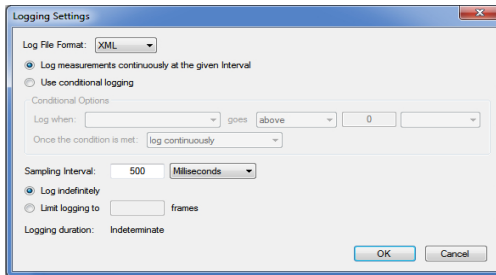 Logging Settings
Log File Format: XML
Log measurements continuously at the given Interval
Use conditional logging
Conditional Options
Log when: goes above 0
Once the condition is met: log continuously
Sampling Interval: 500 Milliseconds
Log indefinitely
Limit logging to frames
Logging duration: Indeterminate
OK Cancel